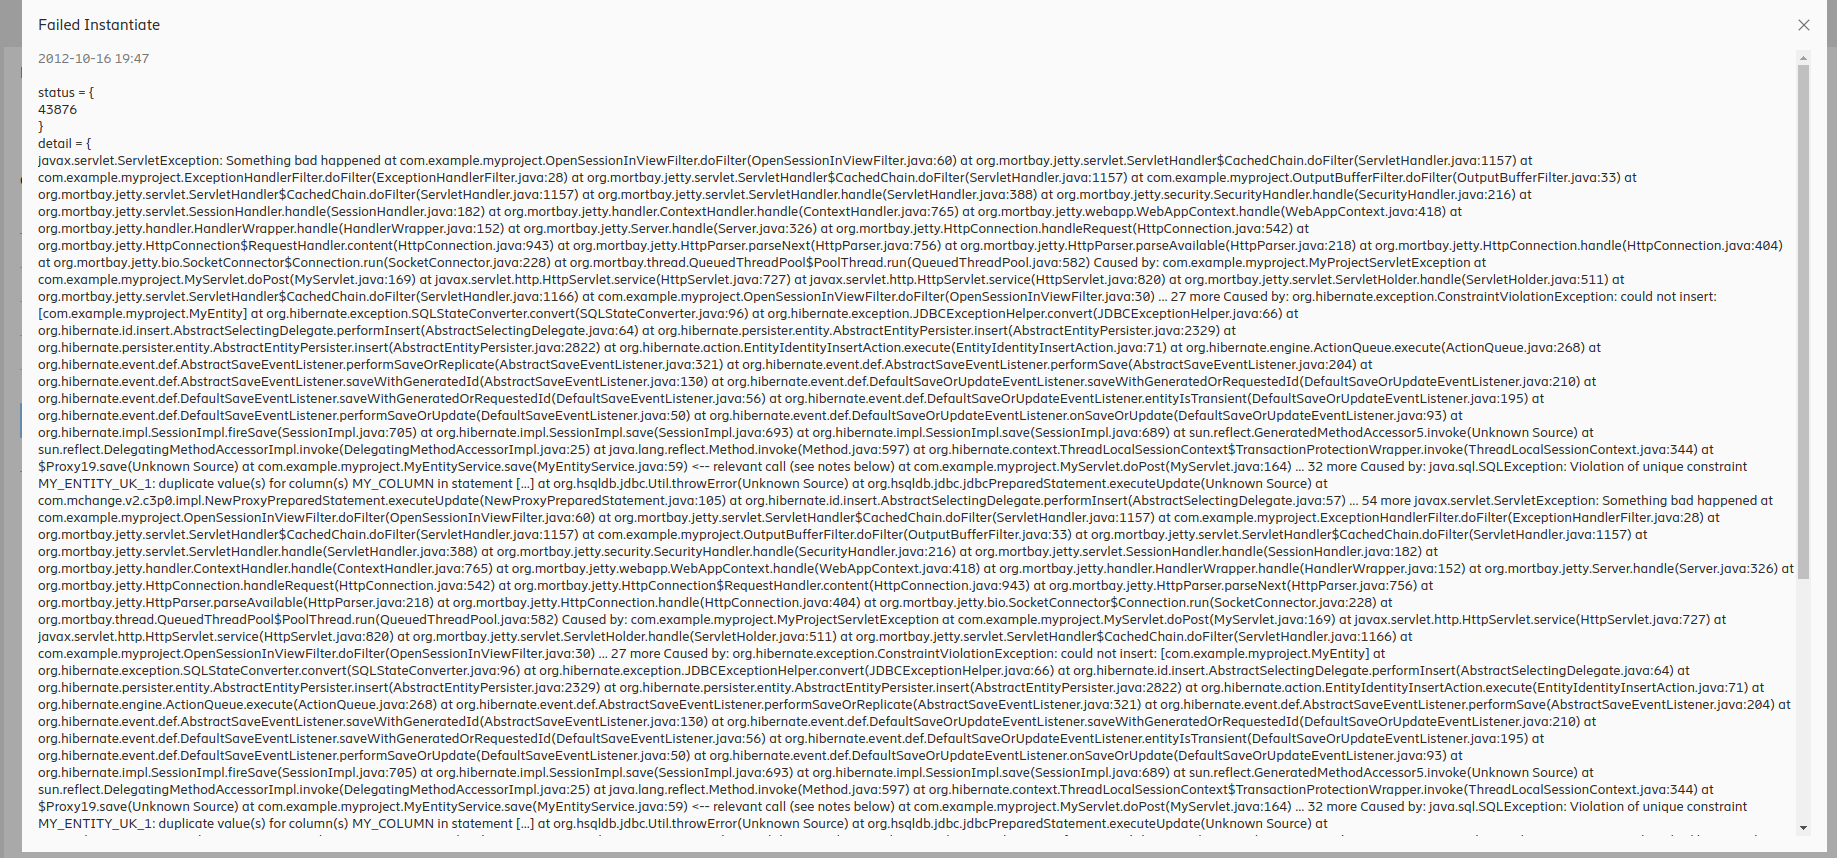 Failed Instantiate
2012-10-16 19:47
status = {
43876
}
detail = {
javax.servlet.ServletException: Something bad happened at com.example.myproject.OpenSessionInViewFilter.doFilter(OpenSessionInViewFilter.java:60) at org.mortbay.jetty.servlet.ServletHandler$CachedChain.doFilter(ServletHandler.java:1157) at
com.example.myproject.ExceptionHandlerFilter.doFilter(ExceptionHandlerFilter.java:28) at org.mortbay.jetty.servlet.ServletHandler$CachedChain.doFilter(ServletHandler.java:1157) at com.example.myproject.OutputBufferFilter.doFilter(OutputBufferFilter.java:33) at
org.mortbay.jetty.servlet.ServletHandler$CachedChain.doFilter(ServletHandler.java:1157) at org.mortbay.jetty.servlet.ServletHandler.handle(ServletHandler.java:388) at org.mortbay.jetty.security.SecurityHandler.handle(SecurityHandler.java:216) at
org.mortbay.jetty.servlet.SessionHandler.handle(SessionHandler.java:182) at org.mortbay.jetty.handler.ContextHandler.handle(ContextHandler.java:765) at org.mortbay.jetty.webapp.WebAppContext.handle(WebAppContext.java:418) at
org.mortbay.jetty.handler.HandlerWrapper.handle(HandlerWrapper.java:152) at org.mortbay.jetty.Server.handle(Server.java:326) at org.mortbay.jetty.HttpConnection.handleRequest(HttpConnection.java:542) at
org.mortbay.jetty.HttpConnection$RequestHandler.content(HttpConnection.java:943) at org.mortbay.jetty.HttpParser.parseNext(HttpParser.java:756) at org.mortbay.jetty.HttpParser.parseAvailable(HttpParser.java:218) at org.mortbay.jetty.HttpConnection.handle(HttpConnection.java:404)
at org.mortbay.jetty.bio.SocketConnector$Connection.run(SocketConnector.java:228) at org.mortbay.thread.QueuedThreadPool$PoolThread.run(QueuedThreadPool.java:582) Caused by: com.example.myproject.MyProjectServletException at
com.example.myproject.MyServlet.doPost(MyServlet.java:169) at javax.servlet.http.HttpServlet.service(HttpServlet.java:727) at javax.servlet.http.HttpServlet.service(HttpServlet.java:820) at org.mortbay.jetty.servlet.ServletHolder.handle(ServletHolder.java:511) at
org.mortbay.jetty.servlet.ServletHandler$CachedChain.doFilter(ServletHandler.java:1166) at com.example.myproject.OpenSessionInViewFilter.doFilter(OpenSessionInViewFilter.java:30) ... 27 more Caused by: org.hibernate.exception.ConstraintViolationException: could not insert:
[com.example.myproject.MyEntity] at org.hibernate.exception.SQLStateConverter.convert(SQLStateConverter.java:96) at org.hibernate.exception.JDBCExceptionHelper.convert(JDBCExceptionHelper.java:66) at
org.hibernate.id.insert.AbstractSelectingDelegate.performInsert(AbstractSelectingDelegate.java:64) at org.hibernate.persister.entity.AbstractEntityPersister.insert(AbstractEntityPersister.java:2329) at
org.hibernate.persister.entity.AbstractEntityPersister.insert(AbstractEntityPersister.java:2822) at org.hibernate.action.EntityIdentityInsertAction.execute(EntityIdentityInsertAction.java:71) at org.hibernate.engine.ActionQueue.execute(ActionQueue.java:268) at
org.hibernate.event.def.AbstractSaveEventListener.performSaveOrReplicate(AbstractSaveEventListener.java:321) at org.hibernate.event.def.AbstractSaveEventListener.performSave(AbstractSaveEventListener.java:204) at
org.hibernate.event.def.AbstractSaveEventListener.saveWithGeneratedId(AbstractSaveEventListener.java:130) at org.hibernate.event.def.DefaultSaveOrUpdateEventListener.saveWithGeneratedOrRequestedId(DefaultSaveOrUpdateEventListener.java:210) at
org.hibernate.event.def.DefaultSaveEventListener.saveWithGeneratedOrRequestedId(DefaultSaveEventListener.java:56) at org.hibernate.event.def.DefaultSaveOrUpdateEventListener.entityIsTransient(DefaultSaveOrUpdateEventListener.java:195) at
org.hibernate.event.def.DefaultSaveEventListener.performSaveOrUpdate(DefaultSaveEventListener.java:50) at org.hibernate.event.def.DefaultSaveOrUpdateEventListener.onSaveOrUpdate(DefaultSaveOrUpdateEventListener.java:93) at
org.hibernate.impl.SessionImpl.fireSave(SessionImpl.java:705) at org.hibernate.impl.SessionImpl.save(SessionImpl.java:693) at org.hibernate.impl.SessionImpl.save(SessionImpl.java:689) at sun.reflect.GeneratedMethodAccessor5.invoke(Unknown Source) at
sun.reflect.DelegatingMethodAccessorImpl.invoke(DelegatingMethodAccessorImpl.java:25) at java.lang.reflect.Method.invoke(Method.java:597) at org.hibernate.context.ThreadLocalSessionContext$TransactionProtectionWrapper.invoke(ThreadLocalSessionContext.java:344) at
$Proxy19.save(Unknown Source) at com.example.myproject.MyEntityService.save(MyEntityService.java:59) <-- relevant call (see notes below) at com.example.myproject.MyServlet.doPost(MyServlet.java:164) ... 32 more Caused by: java.sql.SQLException: Violation of unique constraint
MY_ENTITY_UK_1: duplicate value(s) for column(s) MY_COLUMN in statement [...] at org.hsqldb.jdbc.Util.throwError(Unknown Source) at org.hsqldb.jdbc.jdbcPreparedStatement.executeUpdate(Unknown Source) at
com.mchange.v2.c3p0.impl.NewProxyPreparedStatement.executeUpdate(NewProxyPreparedStatement.java:105) at org.hibernate.id.insert.AbstractSelectingDelegate.performInsert(AbstractSelectingDelegate.java:57) ... 54 more javax.servlet.ServletException: Something bad happened at
com.example.myproject.OpenSessionInViewFilter.doFilter(OpenSessionInViewFilter.java:60) at org.mortbay.jetty.servlet.ServletHandler$CachedChain.doFilter(ServletHandler.java:1157) at com.example.myproject.ExceptionHandlerFilter.doFilter(ExceptionHandlerFilter.java:28) at
org.mortbay.jetty.servlet.ServletHandler$CachedChain.doFilter(ServletHandler.java:1157) at com.example.myproject.OutputBufferFilter.doFilter(OutputBufferFilter.java:33) at org.mortbay.jetty.servlet.ServletHandler$CachedChain.doFilter(ServletHandler.java:1157) at
org.mortbay.jetty.servlet.ServletHandler.handle(ServletHandler.java:388) at org.mortbay.jetty.security.SecurityHandler.handle(SecurityHandler.java:216) at org.mortbay.jetty.servlet.SessionHandler.handle(SessionHandler.java:182) at
org.mortbay.jetty.handler.ContextHandler.handle(ContextHandler.java:765) at org.mortbay.jetty.webapp.WebAppContext.handle(WebAppContext.java:418) at org.mortbay.jetty.handler.HandlerWrapper.handle(HandlerWrapper.java:152) at org.mortbay.jetty.Server.handle(Server.java:326) at
org.mortbay.jetty.HttpConnection.handleRequest(HttpConnection.java:542) at org.mortbay.jetty.HttpConnection$RequestHandler.content(HttpConnection.java:943) at org.mortbay.jetty.HttpParser.parseNext(HttpParser.java:756) at
org.mortbay.jetty.HttpParser.parseAvailable(HttpParser.java:218) at org.mortbay.jetty.HttpConnection.handle(HttpConnection.java:404) at org.mortbay.jetty.bio.SocketConnector$Connection.run(SocketConnector.java:228) at
org.mortbay.thread.QueuedThreadPool$PoolThread.run(QueuedThreadPool.java:582) Caused by: com.example.myproject.MyProjectServletException at com.example.myproject.MyServlet.doPost(MyServlet.java:169) at javax.servlet.http.HttpServlet.service(HttpServlet.java:727) at
javax.servlet.http.HttpServlet.service(HttpServlet.java:820) at org.mortbay.jetty.servlet.ServletHolder.handle(ServletHolder.java:511) at org.mortbay.jetty.servlet.ServletHandler$CachedChain.doFilter(ServletHandler.java:1166) at
com.example.myproject.OpenSessionInViewFilter.doFilter(OpenSessionInViewFilter.java:30) ... 27 more Caused by: org.hibernate.exception.ConstraintViolationException: could not insert: [com.example.myproject.MyEntity] at
org.hibernate.exception.SQLStateConverter.convert(SQLStateConverter.java:96) at org.hibernate.exception.JDBCExceptionHelper.convert(JDBCExceptionHelper.java:66) at org.hibernate.id.insert.AbstractSelectingDelegate.performInsert(AbstractSelectingDelegate.java:64) at
org.hibernate.persister.entity.AbstractEntityPersister.insert(AbstractEntityPersister.java:2329) at org.hibernate.persister.entity.AbstractEntityPersister.insert(AbstractEntityPersister.java:2822) at org.hibernate.action.EntityIdentityInsertAction.execute(EntityIdentityInsertAction.java:71) at
org.hibernate.engine.ActionQueue.execute(ActionQueue.java:268) at org.hibernate.event.def.AbstractSaveEventListener.performSaveOrReplicate(AbstractSaveEventListener.java:321) at org.hibernate.event.def.AbstractSaveEventListener.performSave(AbstractSaveEventListener.java:204) at
org.hibernate.event.def.AbstractSaveEventListener.saveWithGeneratedId(AbstractSaveEventListener.java:130) at org.hibernate.event.def.DefaultSaveOrUpdateEventListener.saveWithGeneratedOrRequestedId(DefaultSaveOrUpdateEventListener.java:210) at
org.hibernate.event.def.DefaultSaveEventListener.saveWithGeneratedOrRequestedId(DefaultSaveEventListener.java:56) at org.hibernate.event.def.DefaultSaveOrUpdateEventListener.entityIsTransient(DefaultSaveOrUpdateEventListener.java:195) at
org.hibernate.event.def.DefaultSaveEventListener.performSaveOrUpdate(DefaultSaveEventListener.java:50) at org.hibernate.event.def.DefaultSaveOrUpdateEventListener.onSaveOrUpdate(DefaultSaveOrUpdateEventListener.java:93) at
org.hibernate.impl.SessionImpl.fireSave(SessionImpl.java:705) at org.hibernate.impl.SessionImpl.save(SessionImpl.java:693) at org.hibernate.impl.SessionImpl.save(SessionImpl.java:689) at sun.reflect.GeneratedMethodAccessor5.invoke(Unknown Source) at
sun.reflect.DelegatingMethodAccessorImpl.invoke(DelegatingMethodAccessorImpl.java:25) at java.lang.reflect.Method.invoke(Method.java:597) at org.hibernate.context.ThreadLocalSessionContext$TransactionProtectionWrapper.invoke(ThreadLocalSessionContext.java:344) at
$Proxy19.save(Unknown Source) at com.example.myproject.MyEntityService.save(MyEntityService.java:59) <-- relevant call (see notes below) at com.example.myproject.MyServlet.doPost(MyServlet.java:164) ... 32 more Caused by: java.sql.SQLException: Violation of unique constraint
MY_ENTITY_UK_1: duplicate value(s) for column(s) MY_COLUMN in statement [...] at org.hsqldb.jdbc.Util.throwError(Unknown Source) at org.hsqldb.jdbc.jdbcPreparedStatement.executeUpdate(Unknown Source) at